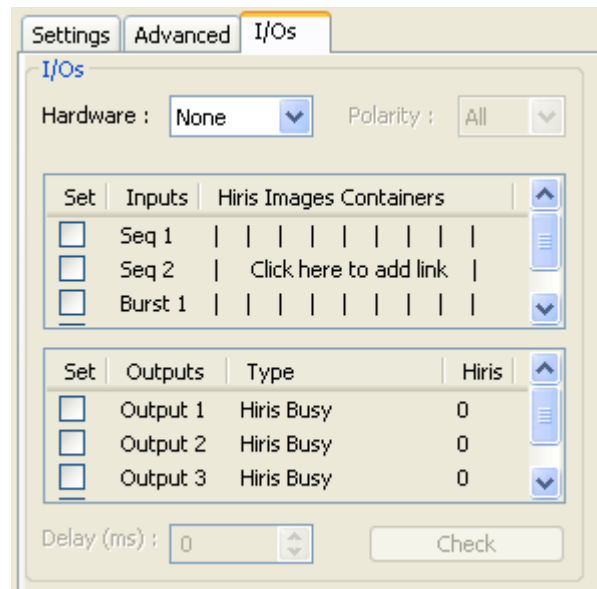 Settings Advanced I/Os
I/Os
Hardware : None Polarity : All
Set Inputs Hiris Images Containers
Seq 1 | | | | | | | | |
Seq 2 | Click here to add link |
Burst 1 | | | | | | | | |
Set Outputs Type Hiris
Output 1 Hiris Busy 0
Output 2 Hiris Busy 0
Output 3 Hiris Busy 0
Delay (ms) : 0 Check